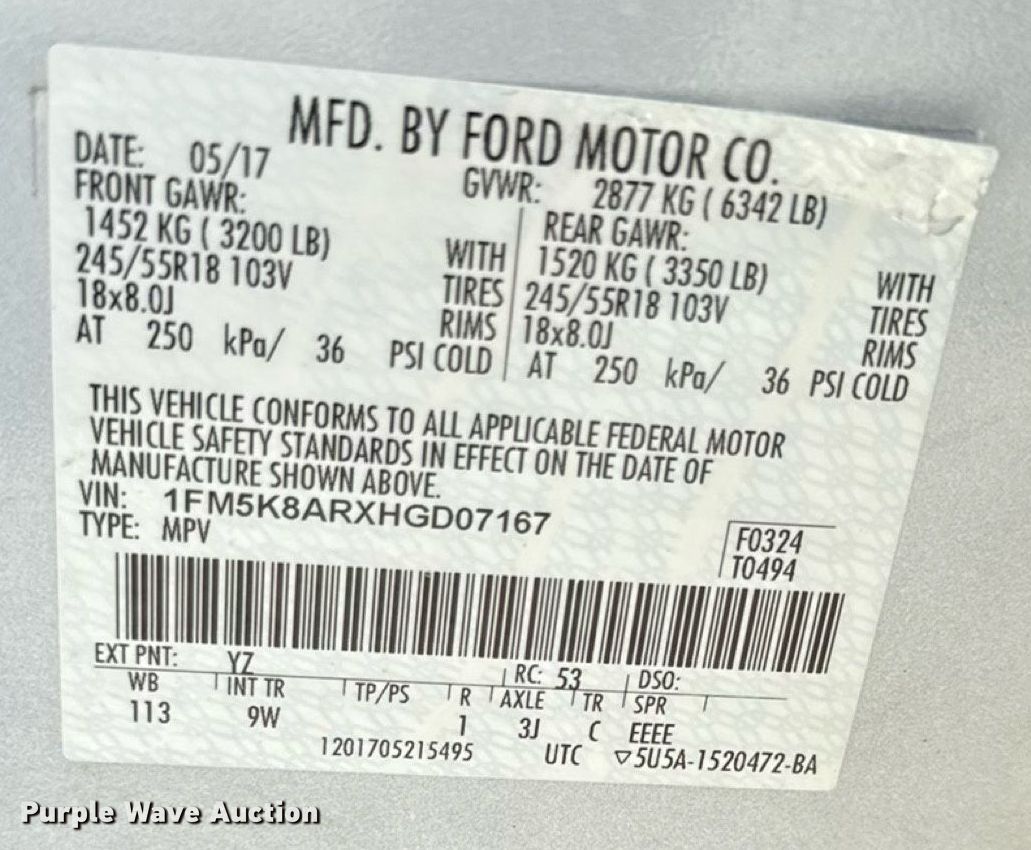 MFD. BY FORD MOTOR CO.
DATE: 05/17 GVWR: 2877 KG ( 6342 LB)
FRONT GAWR: REAR GAWR:
1452 KG ( 3200 LB) WITH 1520 KG ( 3350 LB) WITH
245/55R18 103V TIRES 245/55R18 103V TIRES
18x8.0J RIMS 18x8.0J RIMS
AT 250 kPa/ 36 PSI COLD AT 250 kPa/ 36 PSI COLD
THIS VEHICLE CONFORMS TO ALL APPLICABLE FEDERAL MOTOR
VEHICLE SAFETY STANDARDS IN EFFECT ON THE DATE OF
MANUFACTURE SHOWN ABOVE.
VIN: 1FM5K8ARXHGD07167
TYPE: MPV
F0324
T0494
EXT PNT: YZ RC: 53 DSO:
WB INT TR TP/PS R AXLE TR SPR
113 9W 1 3J C EEEE
1201705215495 UTC ▽5U5A-1520472-BA
Purple Wave Auction